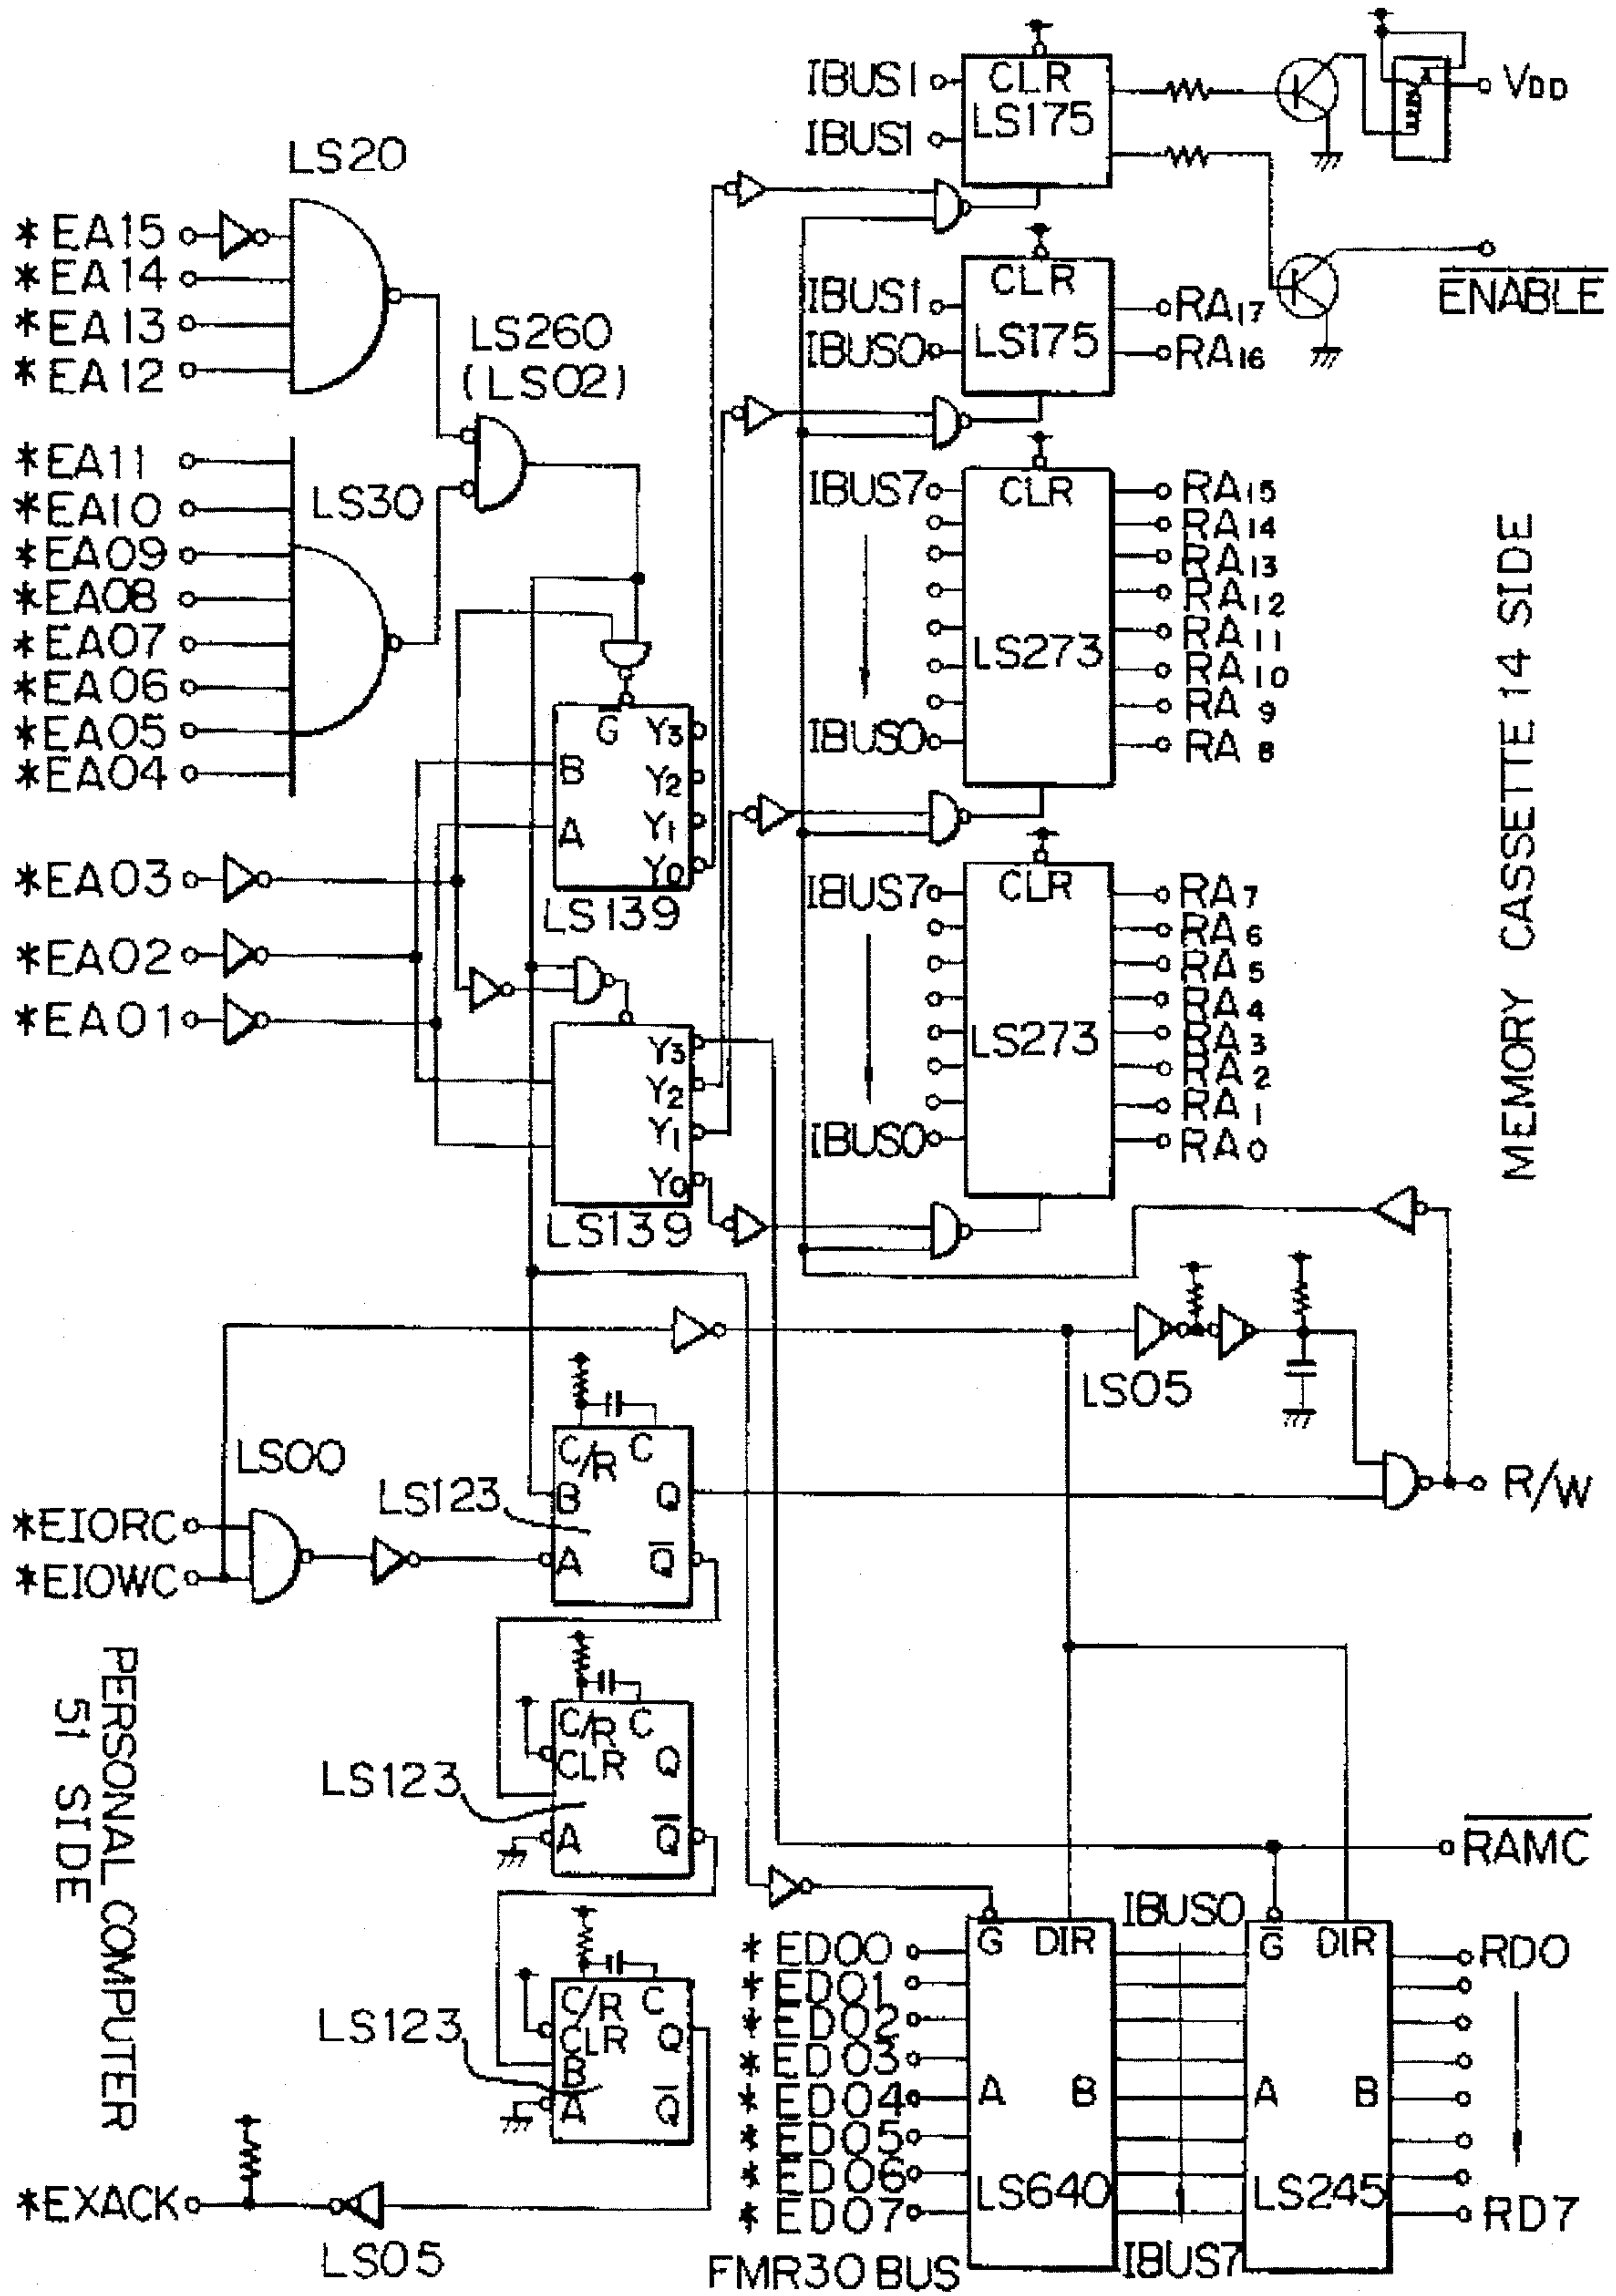 LS20
*EA15
*EA14
*EA13
*EA12
LS260
(LS02)
*EA11
*EA10
*EA09
*EA08
*EA07
*EA06
*EA05
*EA04
LS30
*EA03
*EA02
*EA01
G
B
A
Y3
Y2
Y1
Y0
LS139
Y3
Y2
Y1
Y0
LS139
IBUS1
IBUS1
CLR
LS175
VDD
ENABLE
IBUS1
IBUS0
CLR
LS175
RA17
RA16
IBUS7
IBUS0
CLR
LS273
RA15
RA14
RA13
RA12
RA11
RA10
RA9
RA8
IBUS7
IBUS0
CLR
LS273
RA7
RA6
RA5
RA4
RA3
RA2
RA1
RA0
MEMORY CASSETTE 14 SIDE
LS05
R/W
LS00
*EIORC
*EIOWC
LS123
C/R C
B Q
A Q
LS123
C/R C
CLR Q
A Q
LS123
C/R C
CLR Q
B
A Q
PERSONAL COMPUTER
51 SIDE
*EXACK
LS05
RAMC
* ED00
* ED01
* ED02
* ED03
* ED04
* ED05
* ED06
* ED07
FMR30 BUS
G DIR
A B
LS640
IBUS0
IBUS7
G DIR
A B
LS245
RD0
RD7